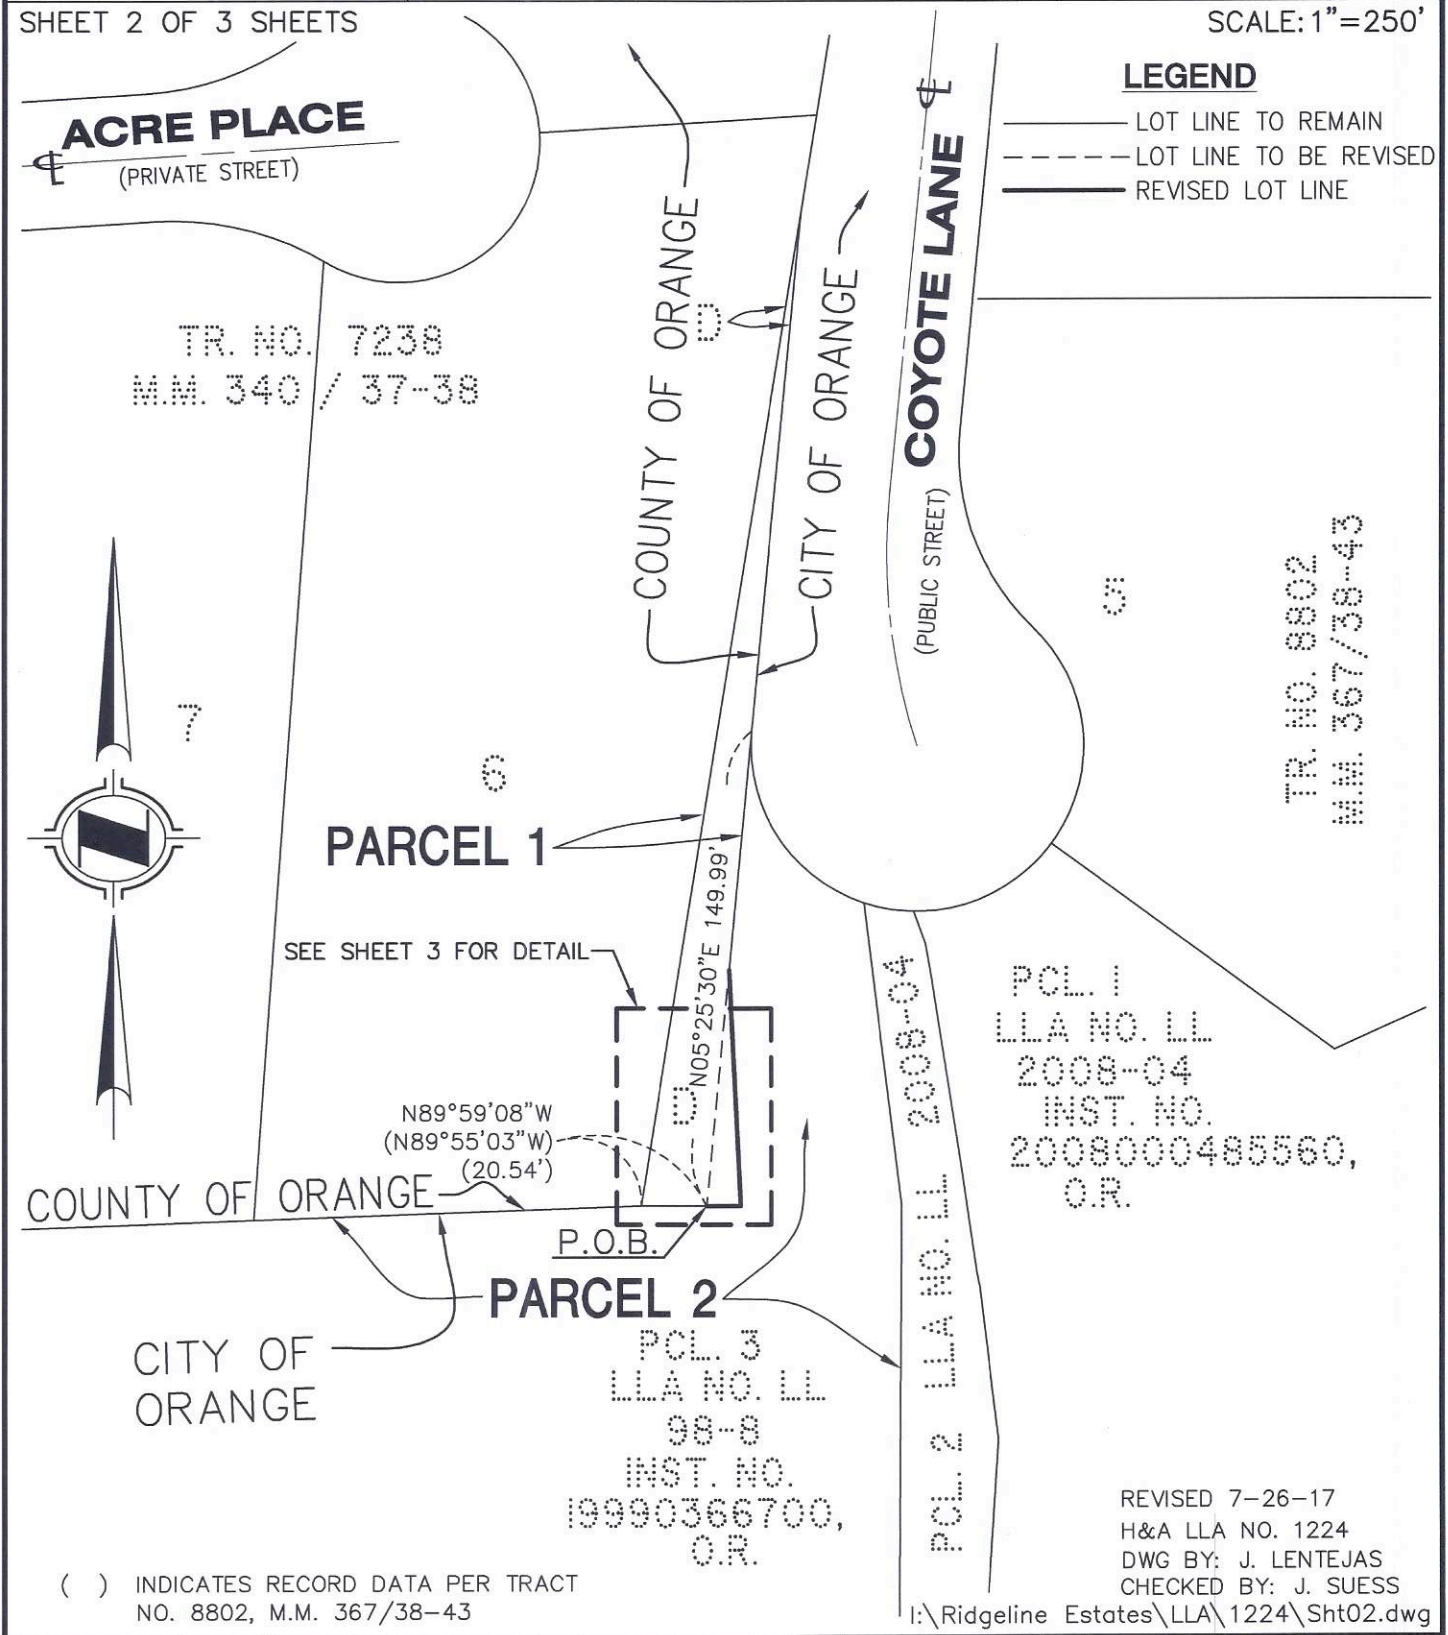 SHEET 2 OF 3 SHEETS
SCALE: 1"=250'
LEGEND
LOT LINE TO REMAIN
LOT LINE TO BE REVISED
REVISED LOT LINE
ACRE PLACE
(PRIVATE STREET)
COYOTE LANE
(PUBLIC STREET)
COUNTY OF ORANGE
CITY OF ORANGE
D
TR. NO. 7238
M.M. 340 / 37-38
5
TR. NO. 8802
M.M. 367/38-43
7
6
PARCEL 1
N05°25'30"E 149.99'
SEE SHEET 3 FOR DETAIL
D
PCL. 1
LLA NO. LL
2008-04
INST. NO.
2008000485560,
O.R.
N89°59'08"W
(N89°55'03"W)
(20.54')
COUNTY OF ORANGE
P.O.B.
PARCEL 2
CITY OF
ORANGE
PCL. 3
LLA NO. LL
98-8
INST. NO.
19990366700,
O.R.
PCL. 2 LLA NO. LL 2008-04
( ) INDICATES RECORD DATA PER TRACT
NO. 8802, M.M. 367/38-43
REVISED 7-26-17
H&A LLA NO. 1224
DWG BY: J. LENTEJAS
CHECKED BY: J. SUESS
I:\Ridgeline Estates\LLA\1224\Sht02.dwg